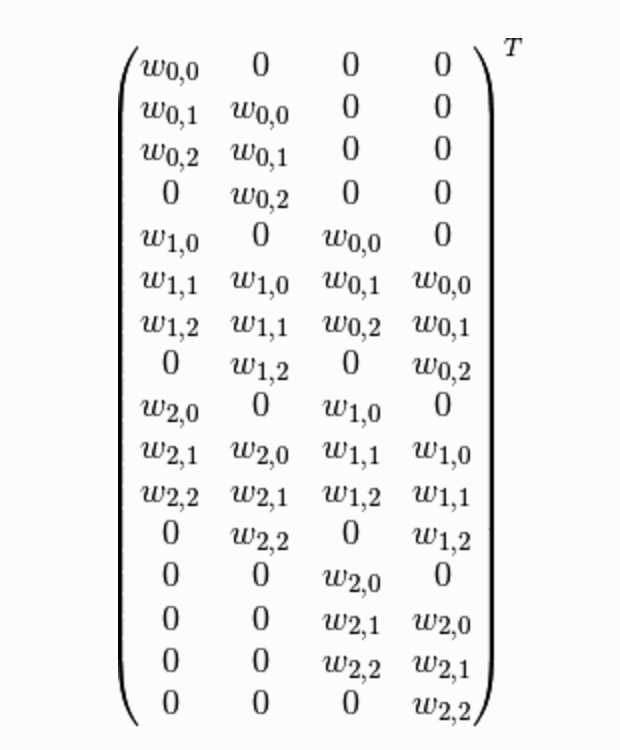 T
w0,0 0 0 0
w0,1 w0,0 0 0
w0,2 w0,1 0 0
0 w0,2 0 0
w1,0 0 w0,0 0
w1,1 w1,0 w0,1 w0,0
w1,2 w1,1 w0,2 w0,1
0 w1,2 0 w0,2
w2,0 0 w1,0 0
w2,1 w2,0 w1,1 w1,0
w2,2 w2,1 w1,2 w1,1
0 w2,2 0 w1,2
0 0 w2,0 0
0 0 w2,1 w2,0
0 0 w2,2 w2,1
0 0 0 w2,2